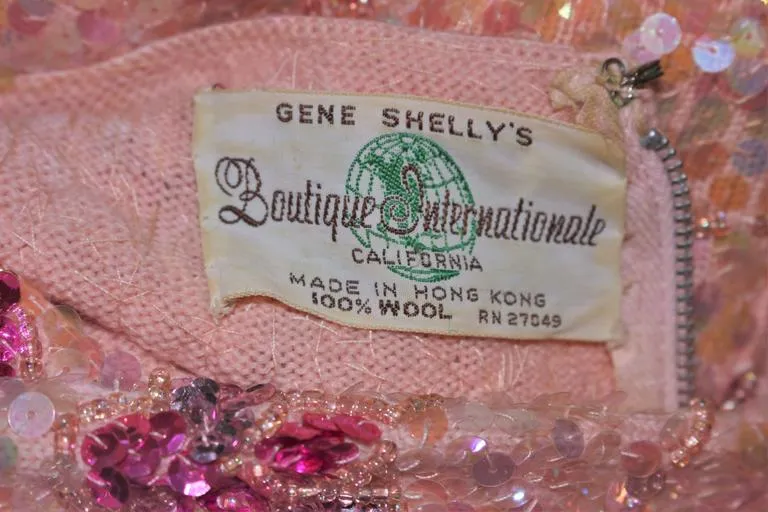 GENE SHELLY'S
Boutique Internationale
CALIFORNIA
MADE IN HONG KONG
100% WOOL RN 27049